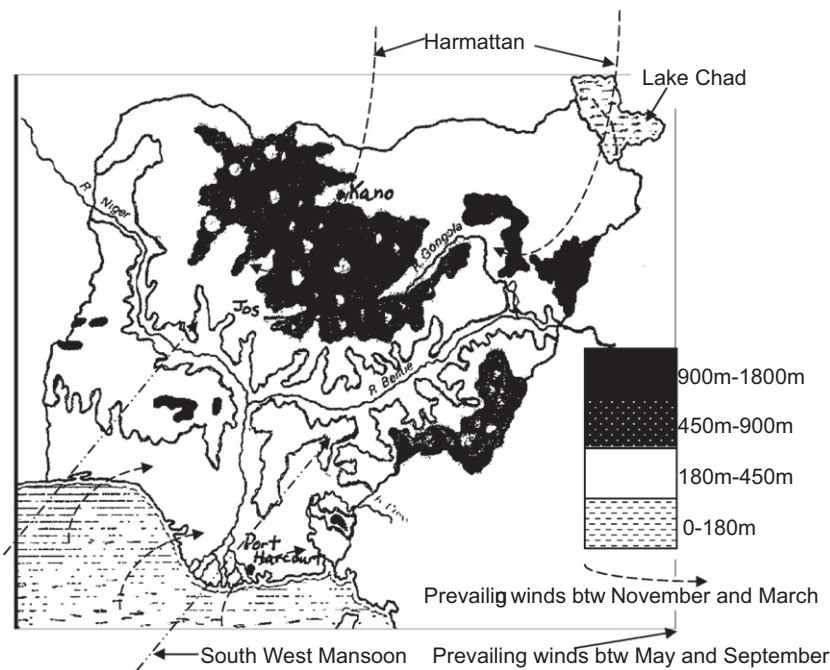 Harmattan
Lake Chad
R. Niger
Kano
R. Gongola
Jos
R. Benue
900m-1800m
450m-900m
180m-450m
0-180m
Port
Harcourt
Prevailig winds btw November and March
South West Mansoon
Prevailing winds btw May and September